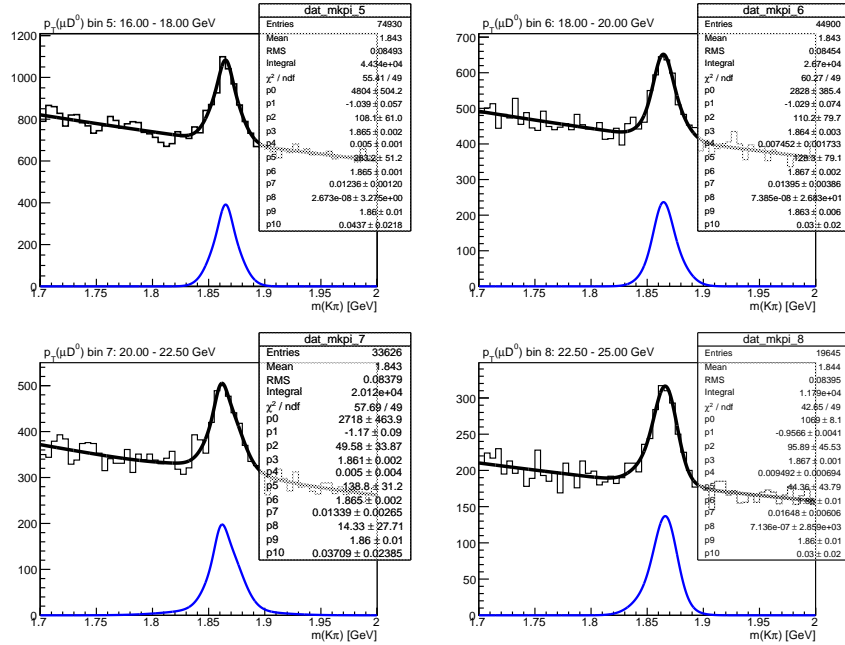 p_T(μD⁰) bin 5: 16.00 - 18.00 GeV
dat_mkpi_5
Entries 74930
Mean 1.843
RMS 0.08493
Integral 4.434e+04
χ² / ndf 55.41 / 49
p0 4804 ± 504.2
p1 -1.039 ± 0.057
p2 108.1 ± 61.0
p3 1.865 ± 0.002
p4 0.005 ± 0.001
p5 283.2 ± 51.2
p6 1.865 ± 0.001
p7 0.01236 ± 0.00120
p8 2.673e-08 ± 3.275e+00
p9 1.86 ± 0.01
p10 0.0437 ± 0.0218
1200
1000
800
600
400
200
0
1.7 1.75 1.8 1.85 1.9 1.95 2
m(Kπ) [GeV]
p_T(μD⁰) bin 6: 18.00 - 20.00 GeV
dat_mkpi_6
Entries 44900
Mean 1.843
RMS 0.08454
Integral 2.67e+04
χ² / ndf 60.27 / 49
p0 2828 ± 385.4
p1 -1.029 ± 0.074
p2 110.2 ± 79.7
p3 1.864 ± 0.003
p4 0.007452 ± 0.001733
p5 128.3 ± 79.1
p6 1.867 ± 0.002
p7 0.01395 ± 0.00386
p8 7.385e-08 ± 2.683e+01
p9 1.863 ± 0.006
p10 0.03 ± 0.02
700
600
500
400
300
200
100
0
1.7 1.75 1.8 1.85 1.9 1.95 2
m(Kπ) [GeV]
p_T(μD⁰) bin 7: 20.00 - 22.50 GeV
dat_mkpi_7
Entries 33626
Mean 1.843
RMS 0.08379
Integral 2.012e+04
χ² / ndf 57.69 / 49
p0 2718 ± 463.9
p1 -1.17 ± 0.09
p2 49.58 ± 33.87
p3 1.861 ± 0.002
p4 0.005 ± 0.004
p5 138.8 ± 31.2
p6 1.865 ± 0.002
p7 0.01339 ± 0.00265
p8 14.33 ± 27.71
p9 1.86 ± 0.01
p10 0.03709 ± 0.02385
500
400
300
200
100
0
1.7 1.75 1.8 1.85 1.9 1.95 2
m(Kπ) [GeV]
p_T(μD⁰) bin 8: 22.50 - 25.00 GeV
dat_mkpi_8
Entries 19645
Mean 1.844
RMS 0.08395
Integral 1.179e+04
χ² / ndf 42.65 / 49
p0 1069 ± 8.1
p1 -0.9566 ± 0.0041
p2 95.89 ± 45.53
p3 1.867 ± 0.001
p4 0.009492 ± 0.000694
p5 44.36 ± 43.79
p6 ± 0.01
p7 0.01648 ± 0.00606
p8 7.136e-07 ± 2.859e+03
p9 1.86 ± 0.01
p10 0.03 ± 0.02
300
250
200
150
100
50
0
1.7 1.75 1.8 1.85 1.9 1.95 2
m(Kπ) [GeV]